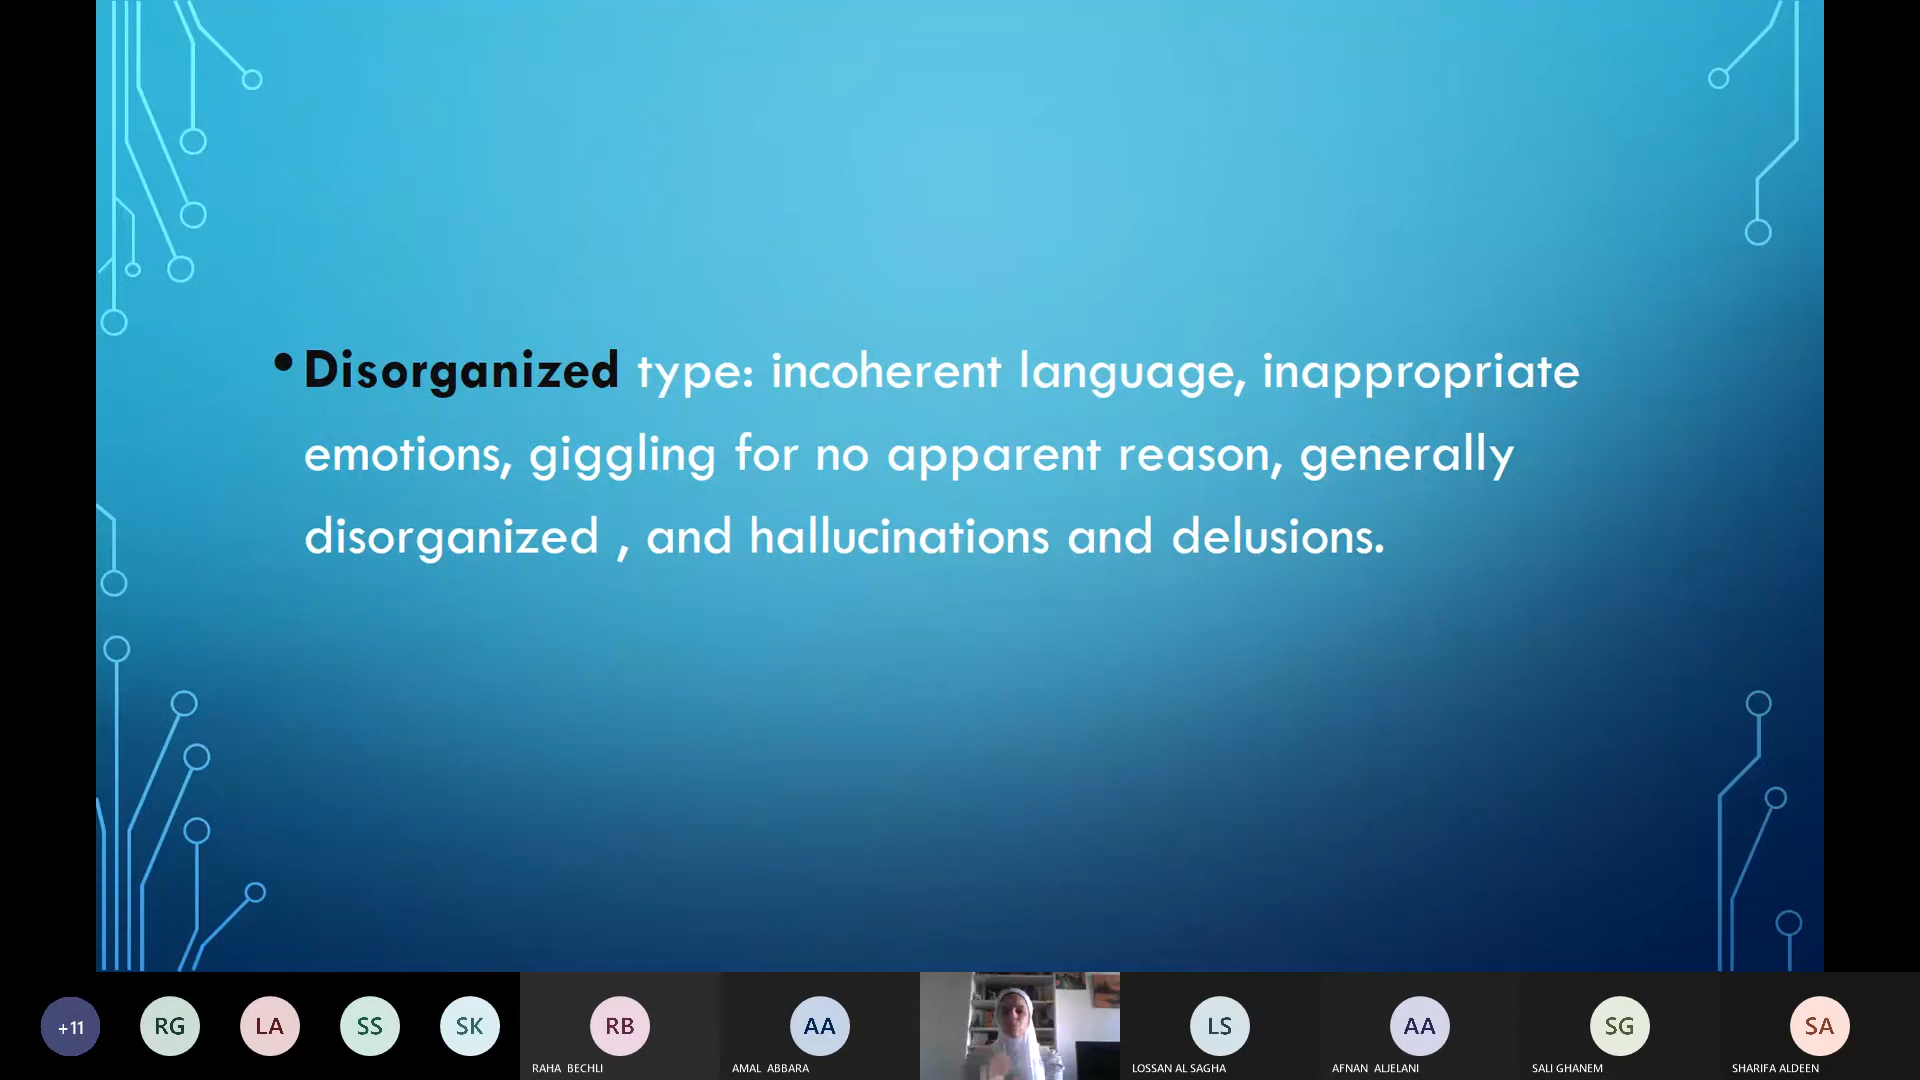 • Disorganized type: incoherent language, inappropriate
emotions, giggling for no apparent reason, generally
disorganized , and hallucinations and delusions.
+11
RG
LA
SS
SK
RB
AA
LS
AA
SG
SA
RAHA BECHLI
AMAL ABBARA
LOSSAN AL SAGHA
AFNAN ALJELANI
SALI GHANEM
SHARIFA ALDEEN